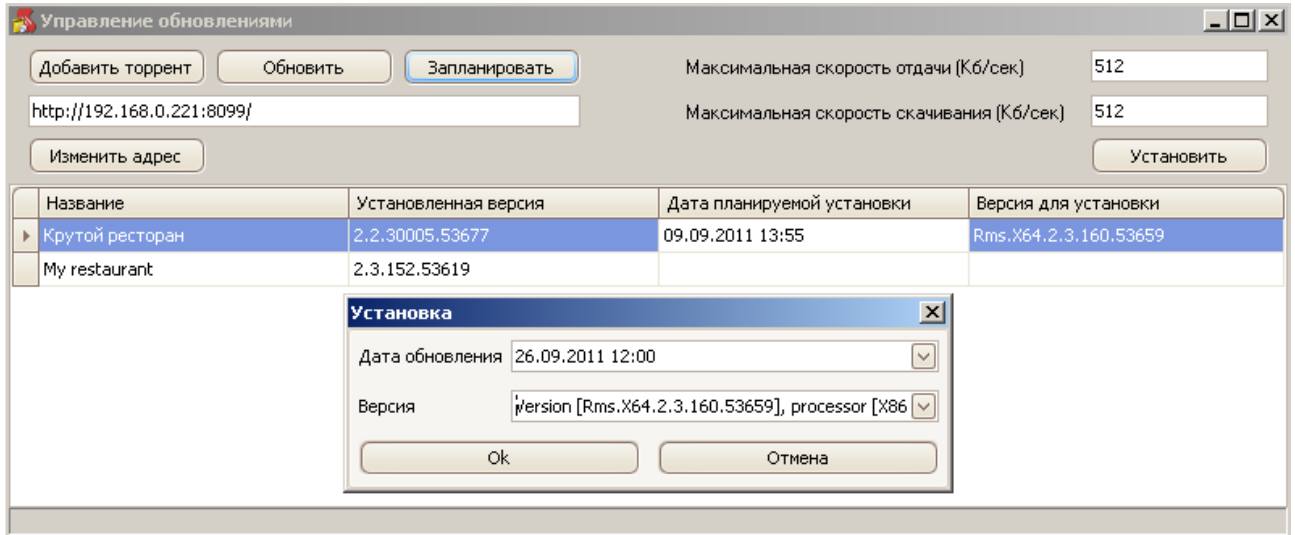 Управление обновлениями
Добавить торрент Обновить Запланировать Максимальная скорость отдачи (Кб/сек) 512
http://192.168.0.221:8099/ Максимальная скорость скачивания (Кб/сек) 512
Изменить адрес Установить
Название Установленная версия Дата планируемой установки Версия для установки
Крутой ресторан 2.2.30005.53677 09.09.2011 13:55 Rms.X64.2.3.160.53659
My restaurant 2.3.152.53619
Установка
Дата обновления 26.09.2011 12:00
Версия Version [Rms.X64.2.3.160.53659], processor [X86
Ok Отмена